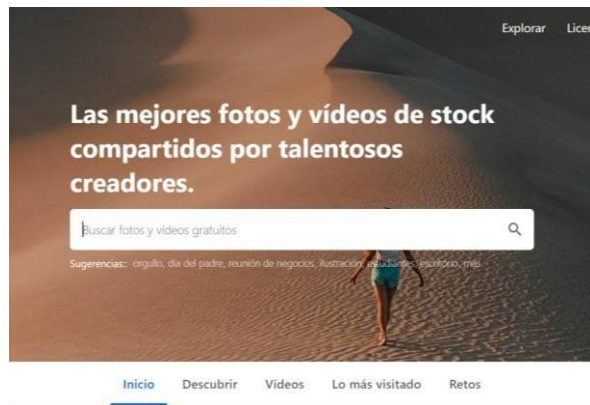 Explorar Licen
Las mejores fotos y vídeos de stock
compartidos por talentosos
creadores.
Buscar fotos y vídeos gratuitos
Sugerencias: orgullo, día del padre, reunión de negocios, ilustración, estudiantes, escritorio, más
Inicio Descubrir Vídeos Lo más visitado Retos